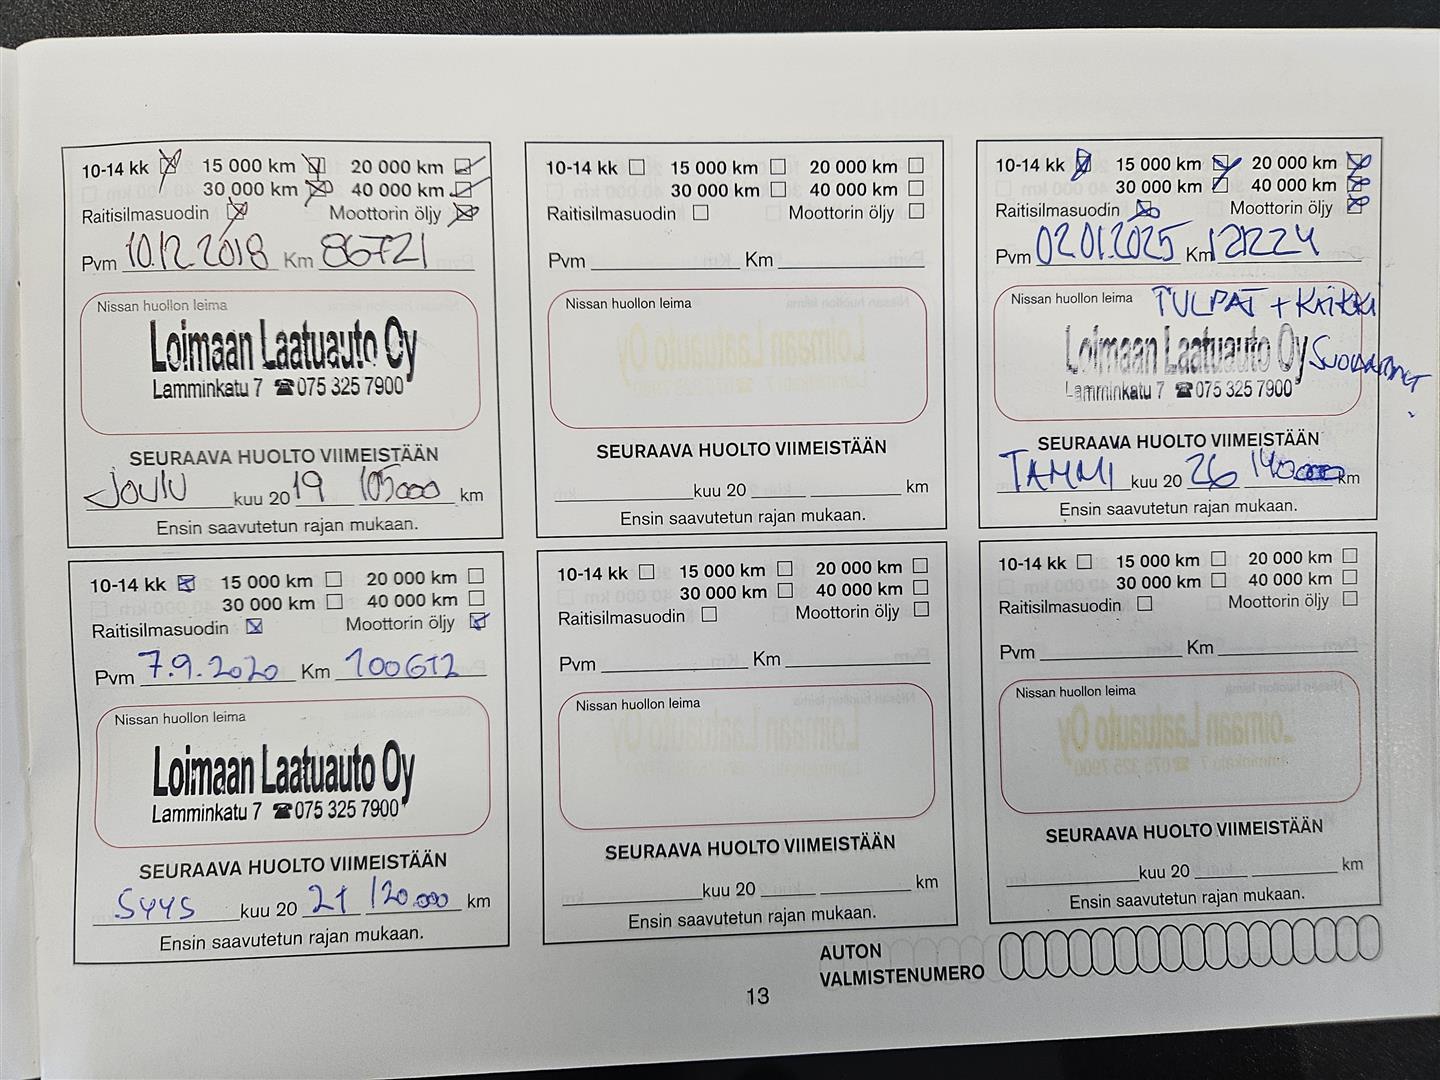 10-14 kk 15 000 km 20 000 km
30 000 km 40 000 km
Raitisilmasuodin Moottorin öljy
Pvm 10.12.2018 Km 86721
Nissan huollon leima
Loimaan Laatuauto Oy
Lamminkatu 7 ☎075 325 7900
SEURAAVA HUOLTO VIIMEISTÄÄN
JOULU kuu 20 19 105000 km
Ensin saavutetun rajan mukaan.
10-14 kk 15 000 km 20 000 km
30 000 km 40 000 km
Raitisilmasuodin Moottorin öljy
Pvm 7.9.2020 Km 100612
Nissan huollon leima
Loimaan Laatuauto Oy
Lamminkatu 7 ☎075 325 7900
SEURAAVA HUOLTO VIIMEISTÄÄN
SYYS kuu 20 21 120.000 km
Ensin saavutetun rajan mukaan.
10-14 kk 15 000 km 20 000 km
30 000 km 40 000 km
Raitisilmasuodin Moottorin öljy
Pvm Km
Nissan huollon leima
SEURAAVA HUOLTO VIIMEISTÄÄN
kuu 20 km
Ensin saavutetun rajan mukaan.
10-14 kk 15 000 km 20 000 km
30 000 km 40 000 km
Raitisilmasuodin Moottorin öljy
Pvm Km
Nissan huollon leima
SEURAAVA HUOLTO VIIMEISTÄÄN
kuu 20 km
Ensin saavutetun rajan mukaan.
10-14 kk 15 000 km 20 000 km
30 000 km 40 000 km
Raitisilmasuodin Moottorin öljy
Pvm 02.01.2025 Km
Nissan huollon leima TULPAT + KAIKKI
Loimaan Laatuauto Oy
Lamminkatu 7 ☎075 325 7900
SEURAAVA HUOLTO VIIMEISTÄÄN
TAMMI kuu 20 26 km
Ensin saavutetun rajan mukaan.
10-14 kk 15 000 km 20 000 km
30 000 km 40 000 km
Raitisilmasuodin Moottorin öljy
Pvm Km
Nissan huollon leima
SEURAAVA HUOLTO VIIMEISTÄÄN
kuu 20 km
Ensin saavutetun rajan mukaan.
AUTON
VALMISTENUMERO
13